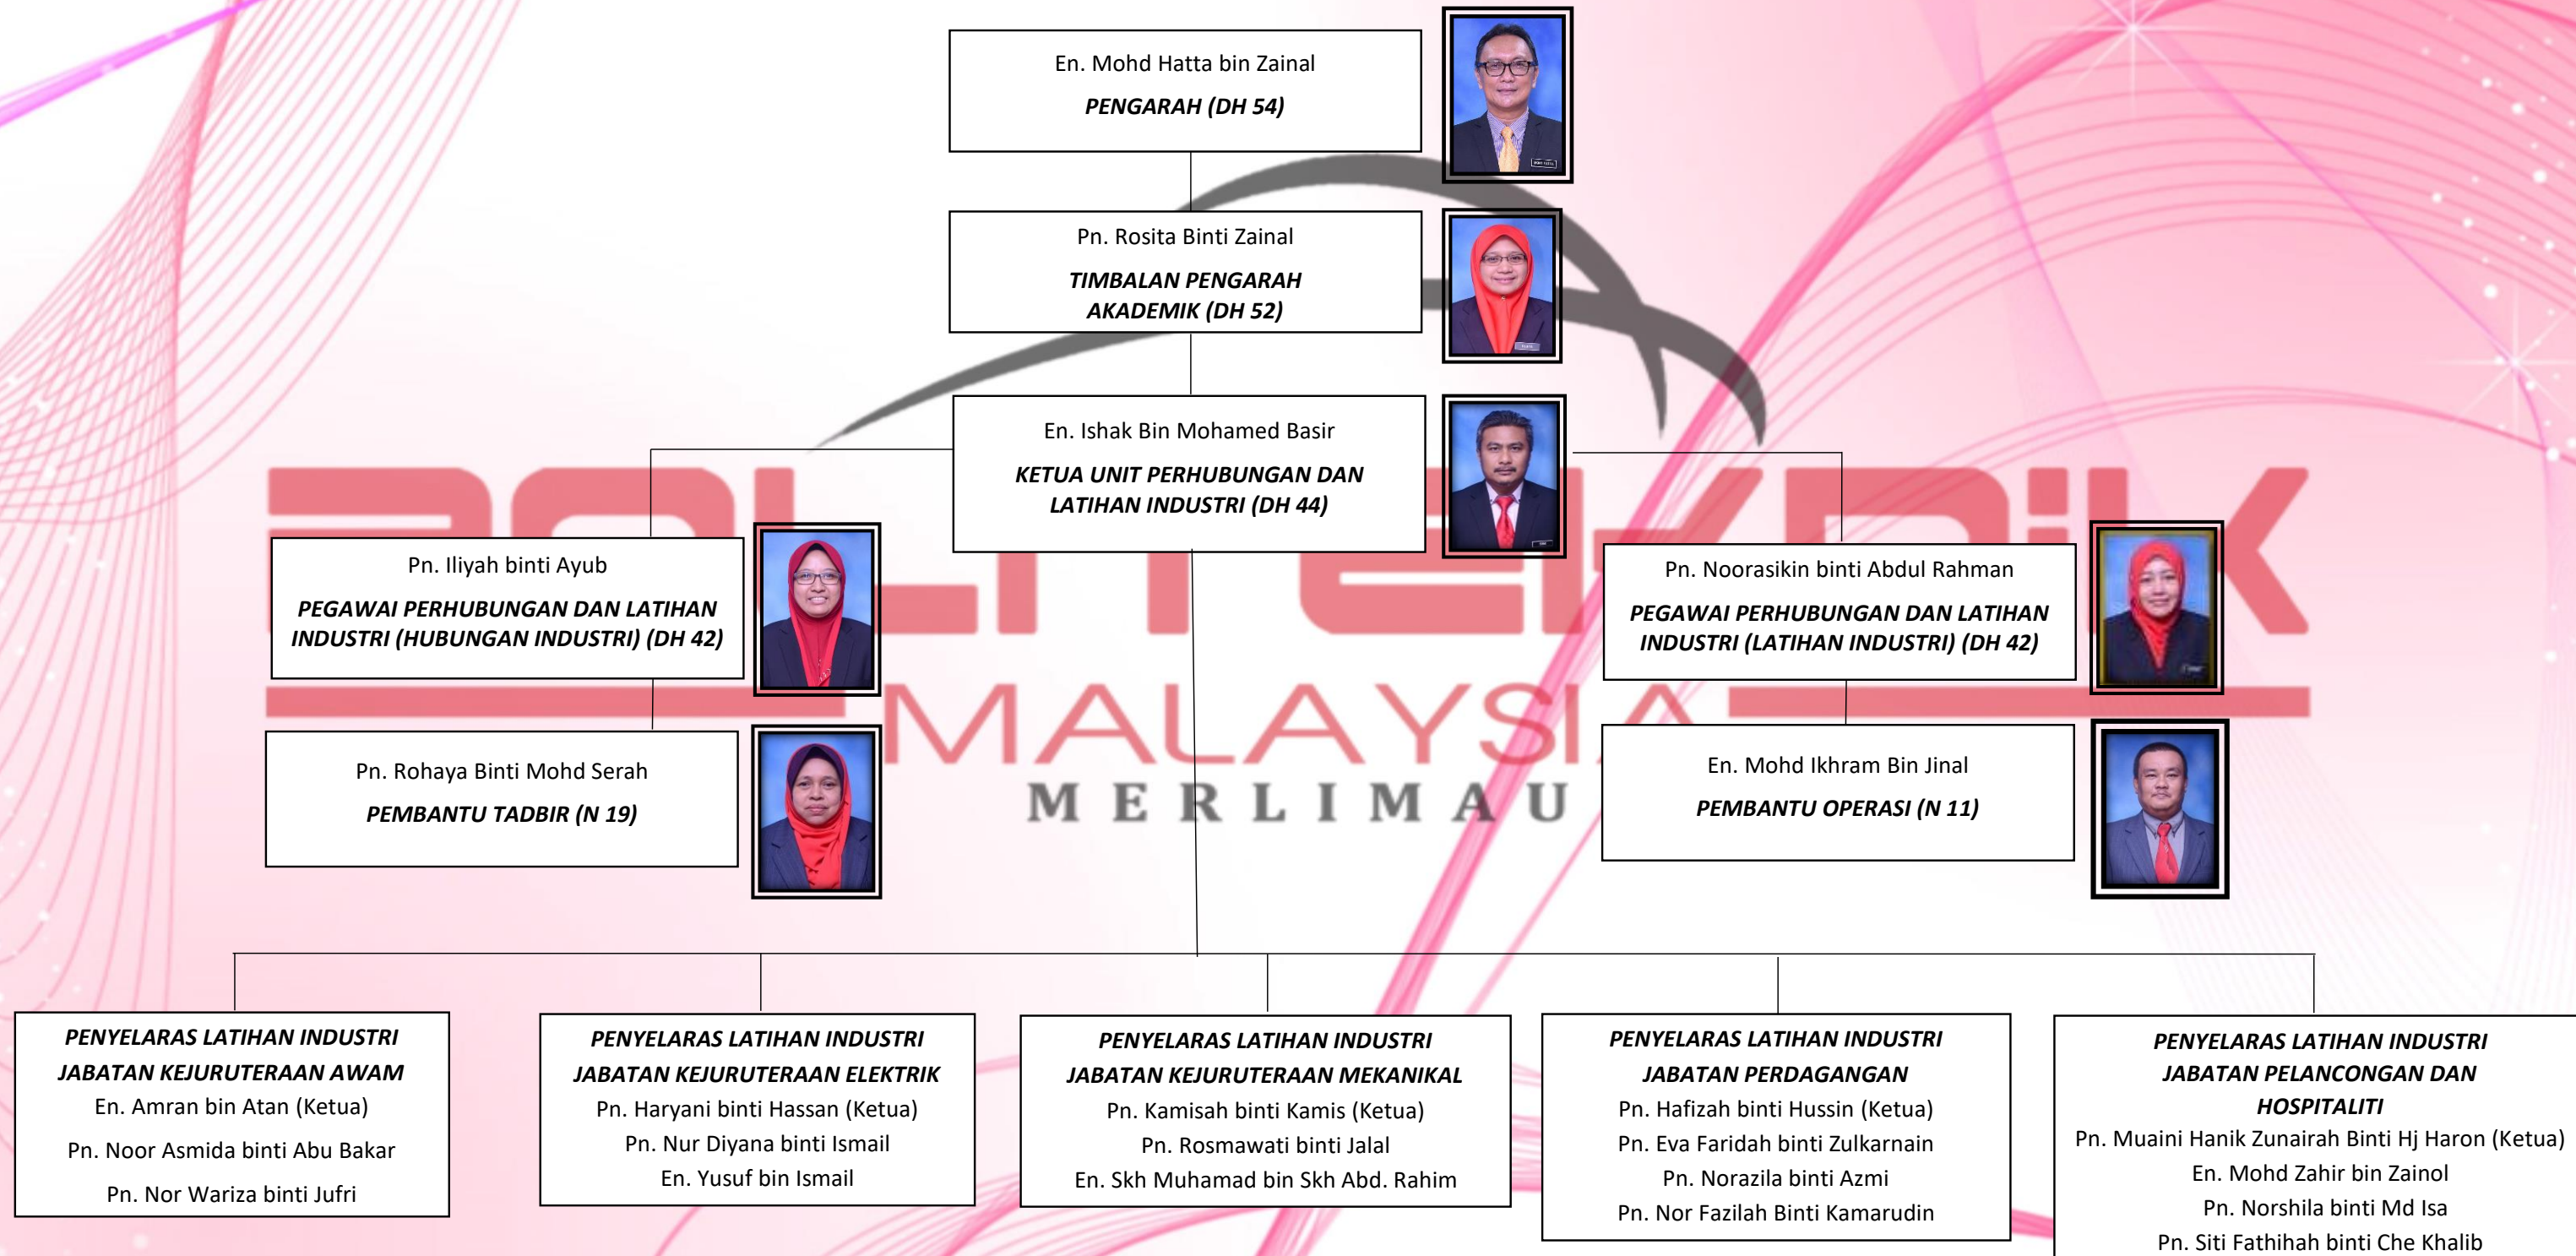 En. Mohd Hatta bin Zainal
PENGARAH (DH 54)
Pn. Rosita Binti Zainal
TIMBALAN PENGARAH
AKADEMIK (DH 52)
En. Ishak Bin Mohamed Basir
KETUA UNIT PERHUBUNGAN DAN
LATIHAN INDUSTRI (DH 44)
Pn. Iliyah binti Ayub
PEGAWAI PERHUBUNGAN DAN LATIHAN
INDUSTRI (HUBUNGAN INDUSTRI) (DH 42)
Pn. Noorasikin binti Abdul Rahman
PEGAWAI PERHUBUNGAN DAN LATIHAN
INDUSTRI (LATIHAN INDUSTRI) (DH 42)
Pn. Rohaya Binti Mohd Serah
PEMBANTU TADBIR (N 19)
En. Mohd Ikhram Bin Jinal
PEMBANTU OPERASI (N 11)
MALAYSIA
MERLIMAU
PENYELARAS LATIHAN INDUSTRI
JABATAN KEJURUTERAAN AWAM
En. Amran bin Atan (Ketua)
Pn. Noor Asmida binti Abu Bakar
Pn. Nor Wariza binti Jufri
PENYELARAS LATIHAN INDUSTRI
JABATAN KEJURUTERAAN ELEKTRIK
Pn. Haryani binti Hassan (Ketua)
Pn. Nur Diyana binti Ismail
En. Yusuf bin Ismail
PENYELARAS LATIHAN INDUSTRI
JABATAN KEJURUTERAAN MEKANIKAL
Pn. Kamisah binti Kamis (Ketua)
Pn. Rosmawati binti Jalal
En. Skh Muhamad bin Skh Abd. Rahim
PENYELARAS LATIHAN INDUSTRI
JABATAN PERDAGANGAN
Pn. Hafizah binti Hussin (Ketua)
Pn. Eva Faridah binti Zulkarnain
Pn. Norazila binti Azmi
Pn. Nor Fazilah Binti Kamarudin
PENYELARAS LATIHAN INDUSTRI
JABATAN PELANCONGAN DAN
HOSPITALITI
Pn. Muaini Hanik Zunairah Binti Hj Haron (Ketua)
En. Mohd Zahir bin Zainol
Pn. Norshila binti Md Isa
Pn. Siti Fathihah binti Che Khalib